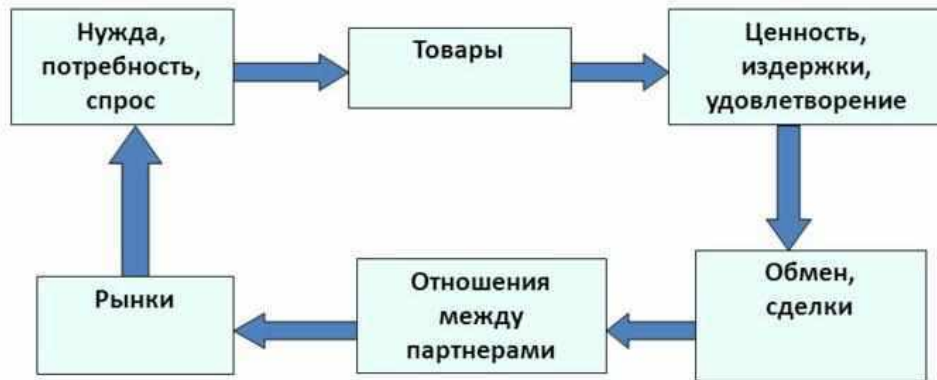 Нужда,
потребность,
спрос
Товары
Ценность,
издержки,
удовлетворение
Обмен,
сделки
Отношения
между
партнерами
Рынки